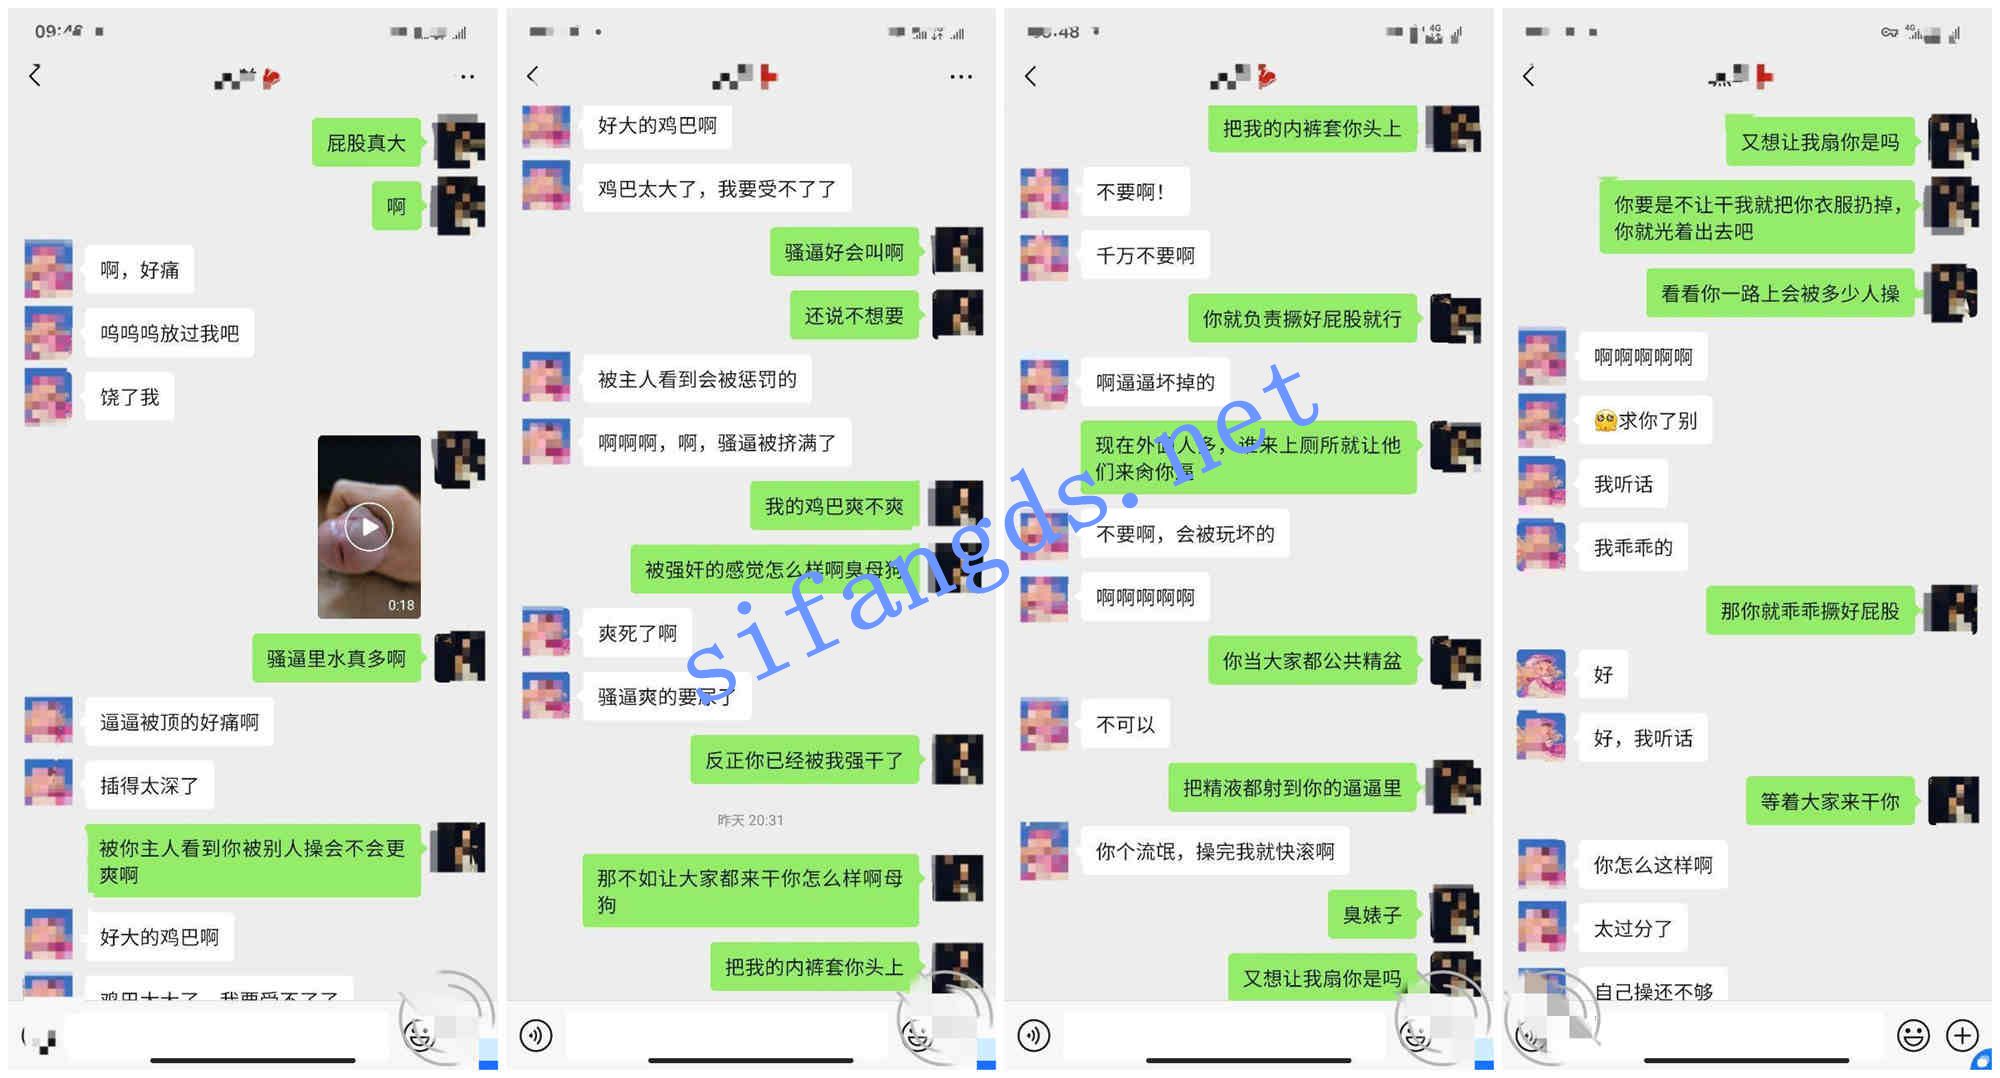 屁股真大
啊
啊，好痛
呜呜呜放过我吧
饶了我
0:18
骚逼里水真多啊
逼逼被顶的好痛啊
插得太深了
被你主人看到你被别人操会不会更
爽啊
好大的鸡巴啊
鸡巴太大了，我要受不了了
好大的鸡巴啊
鸡巴太大了，我要受不了了
骚逼好会叫啊
还说不想要
被主人看到会被惩罚的
啊啊啊，啊，骚逼被挤满了
我的鸡巴爽不爽
被强奸的感觉怎么样啊臭母狗
爽死了啊
骚逼爽的要尿了
反正你已经被我强干了
昨天 20:31
那不如让大家都来干你怎么样啊母
狗
把我的内裤套你头上
:48
4G
把我的内裤套你头上
不要啊！
千万不要啊
你就负责撅好屁股就行
啊逼逼坏掉的
现在外面人多，谁来上厕所就让他
们来肏你逼
不要啊，会被玩坏的
啊啊啊啊啊
你当大家都公共精盆
不可以
把精液都射到你的逼逼里
你个流氓，操完我就快滚啊
臭婊子
又想让我扇你是吗
4G
又想让我扇你是吗
你要是不让干我就把你衣服扔掉，
你就光着出去吧
看看你一路上会被多少人操
啊啊啊啊啊
求你了别
我听话
我乖乖的
那你就乖乖撅好屁股
好
好，我听话
等着大家来干你
你怎么这样啊
太过分了
自己操还不够
sifangds.net